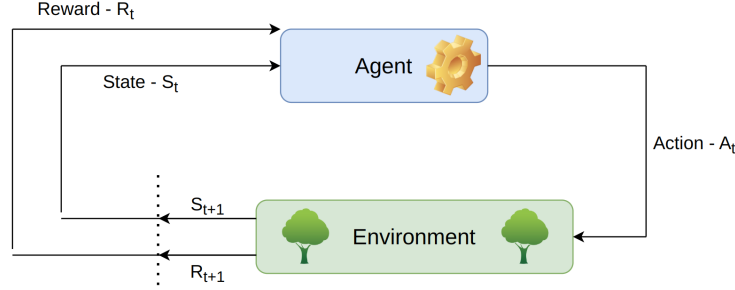 Reward - Rt
State - St
Agent
Action - At
St+1
Environment
Rt+1